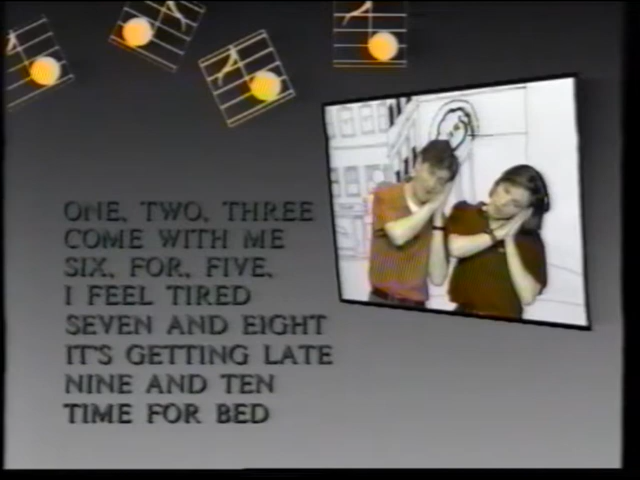 ONE, TWO, THREE
COME WITH ME
SIX, FOR, FIVE,
I FEEL TIRED
SEVEN AND EIGHT
IT'S GETTING LATE
NINE AND TEN
TIME FOR BED